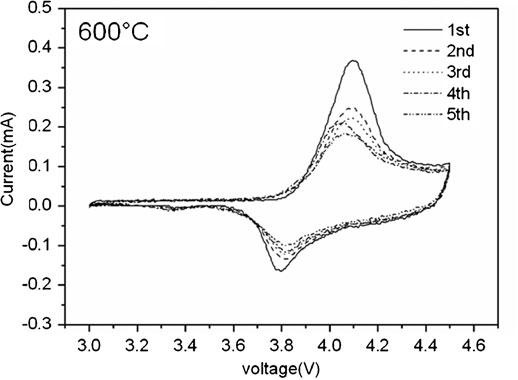 600°C
1st
2nd
3rd
4th
5th
Current(mA)
0.5
0.4
0.3
0.2
0.1
0.0
-0.1
-0.2
-0.3
3.0 3.2 3.4 3.6 3.8 4.0 4.2 4.4 4.6
voltage(V)